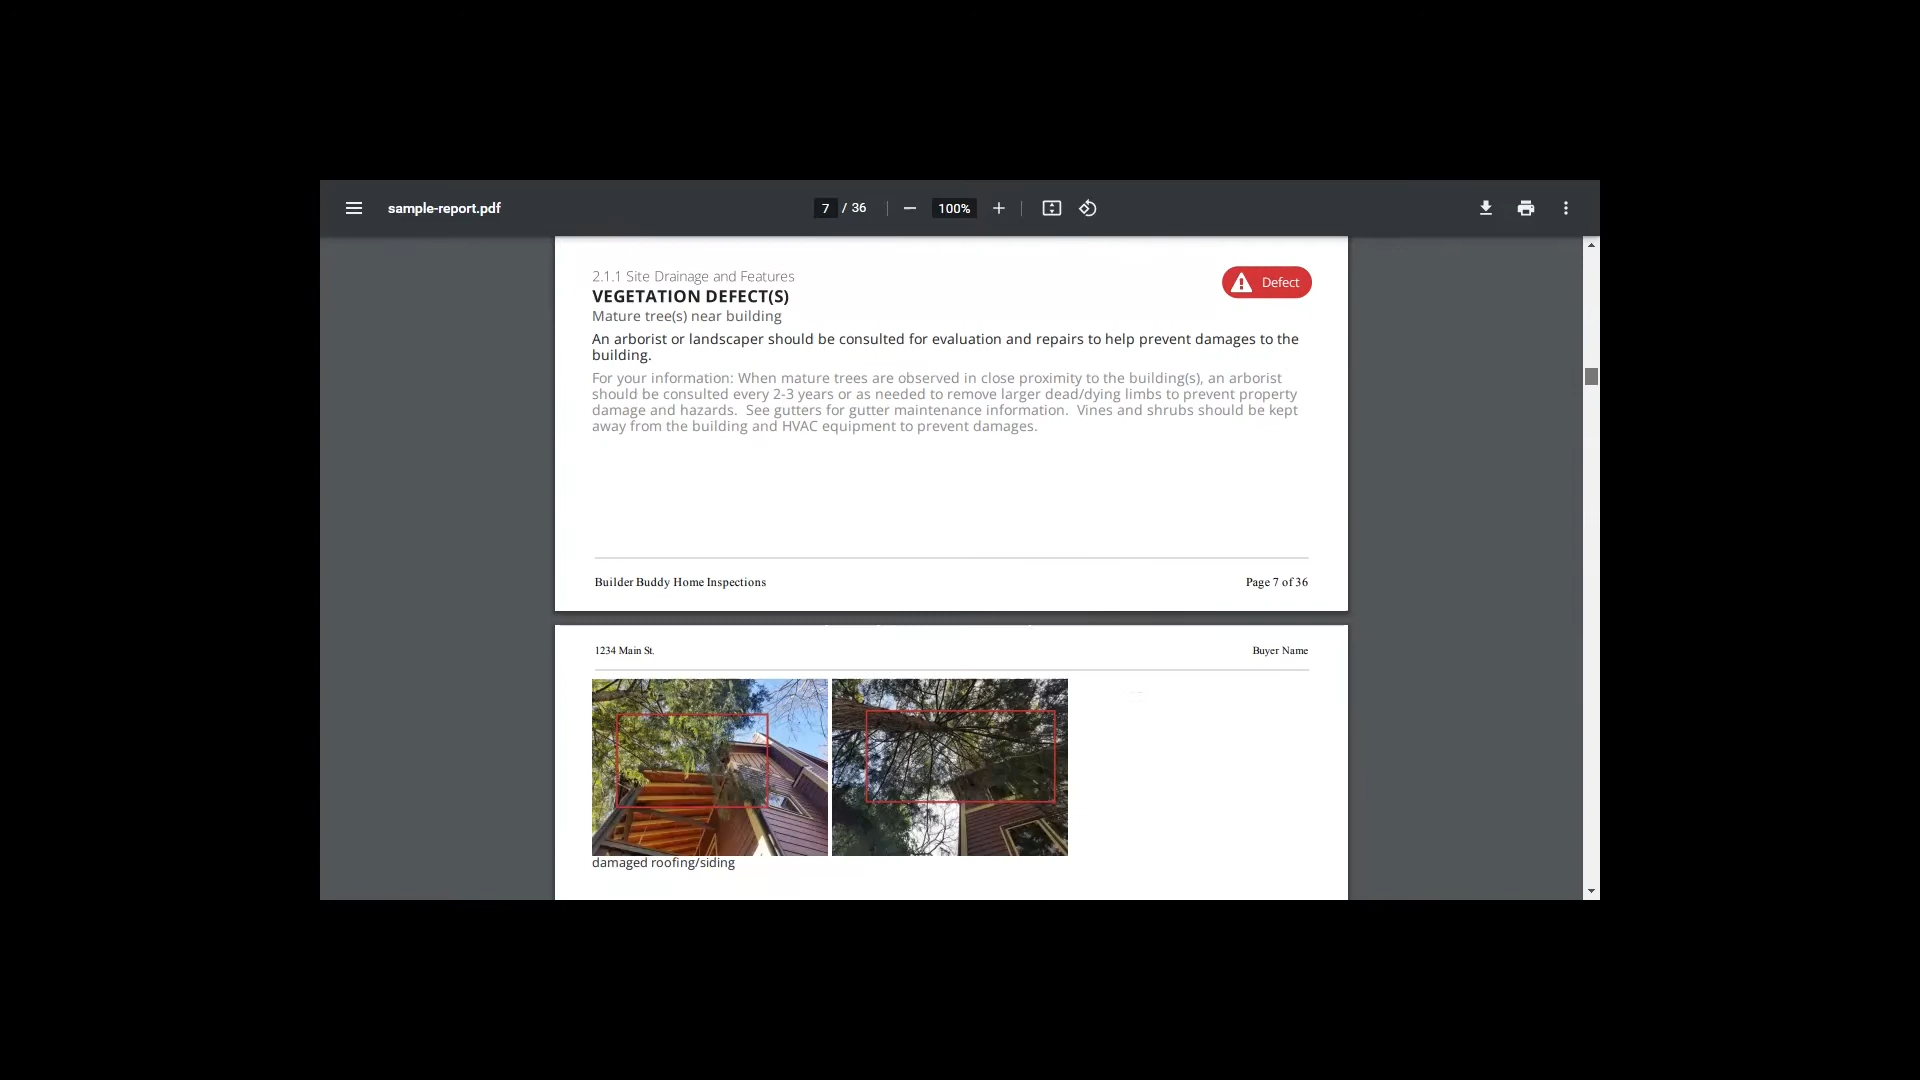 sample-report.pdf
7 / 36
100%
2.1.1 Site Drainage and Features
VEGETATION DEFECT(S)
Defect
Mature tree(s) near building
An arborist or landscaper should be consulted for evaluation and repairs to help prevent damages to the
building.
For your information: When mature trees are observed in close proximity to the building(s), an arborist
should be consulted every 2-3 years or as needed to remove larger dead/dying limbs to prevent property
damage and hazards.  See gutters for gutter maintenance information.  Vines and shrubs should be kept
away from the building and HVAC equipment to prevent damages.
Builder Buddy Home Inspections
Page 7 of 36
1234 Main St.
Buyer Name
damaged roofing/siding